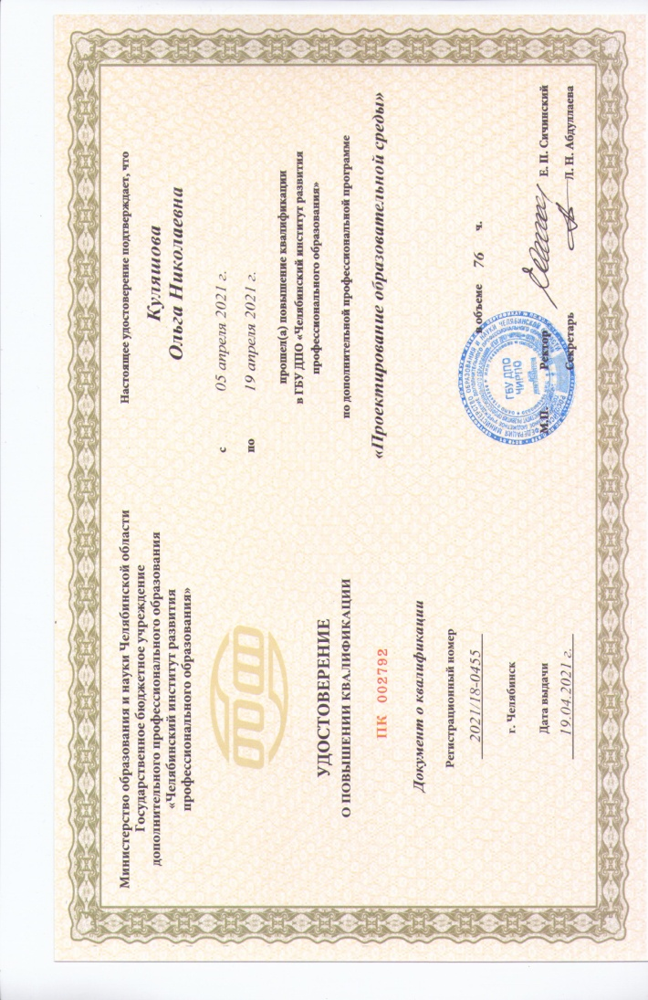 Министерство образования и науки Челябинской области
Государственное бюджетное учреждение
дополнительного профессионального образования
«Челябинский институт развития
профессионального образования»
УДОСТОВЕРЕНИЕ
О ПОВЫШЕНИИ КВАЛИФИКАЦИИ
ПК 002792
Документ о квалификации
Регистрационный номер
2021/18-0455
г. Челябинск
Дата выдачи
19.04.2021 г.
Настоящее удостоверение подтверждает, что
Куляшова
Ольга Николаевна
с 05 апреля 2021 г.
по 19 апреля 2021 г.
прошел(а) повышение квалификации
в ГБУ ДПО «Челябинский институт развития
профессионального образования»
по дополнительной профессиональной программе
«Проектирование образовательной среды»
в объеме 76 ч.
ГБУ ДПО
ЧИРПО
М.П. Ректор Е. П. Сичинский
Секретарь Л. Н. Абдуллаева